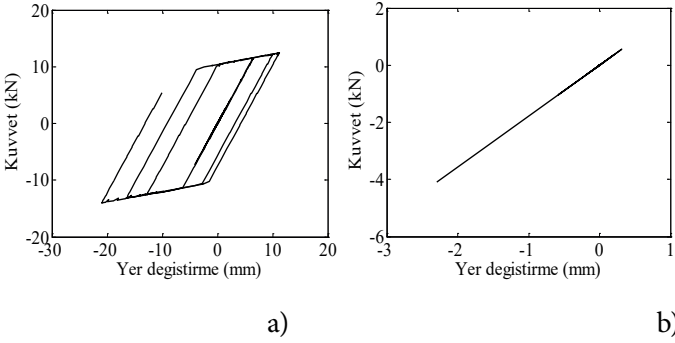 20
10
0
-10
-20
Kuvvet (kN)
-30 -20 -10 0 10 20
Yer degistirme (mm)
a)
2
0
-2
-4
-6
Kuvvet (kN)
-3 -2 -1 0 1
Yer degistirme (mm)
b)